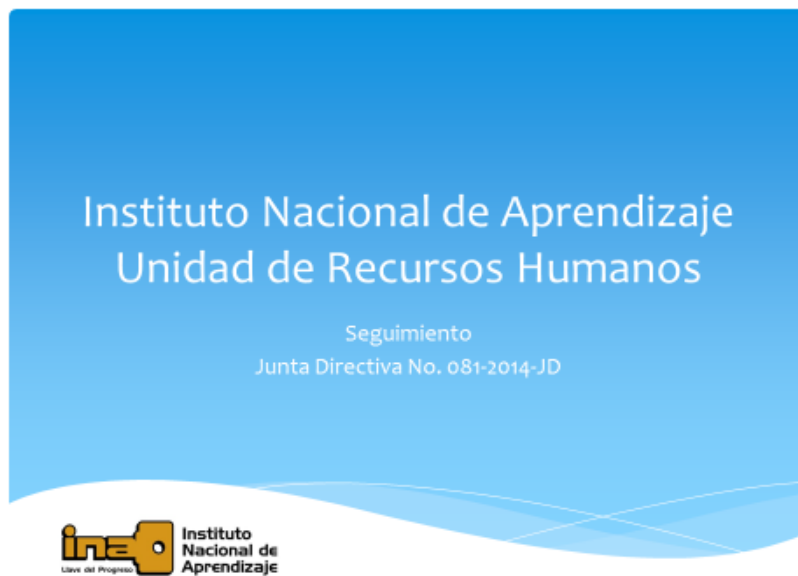 Instituto Nacional de Aprendizaje
Unidad de Recursos Humanos
Seguimiento
Junta Directiva No. 081-2014-JD
ina
Llave del Progreso
Instituto
Nacional de
Aprendizaje